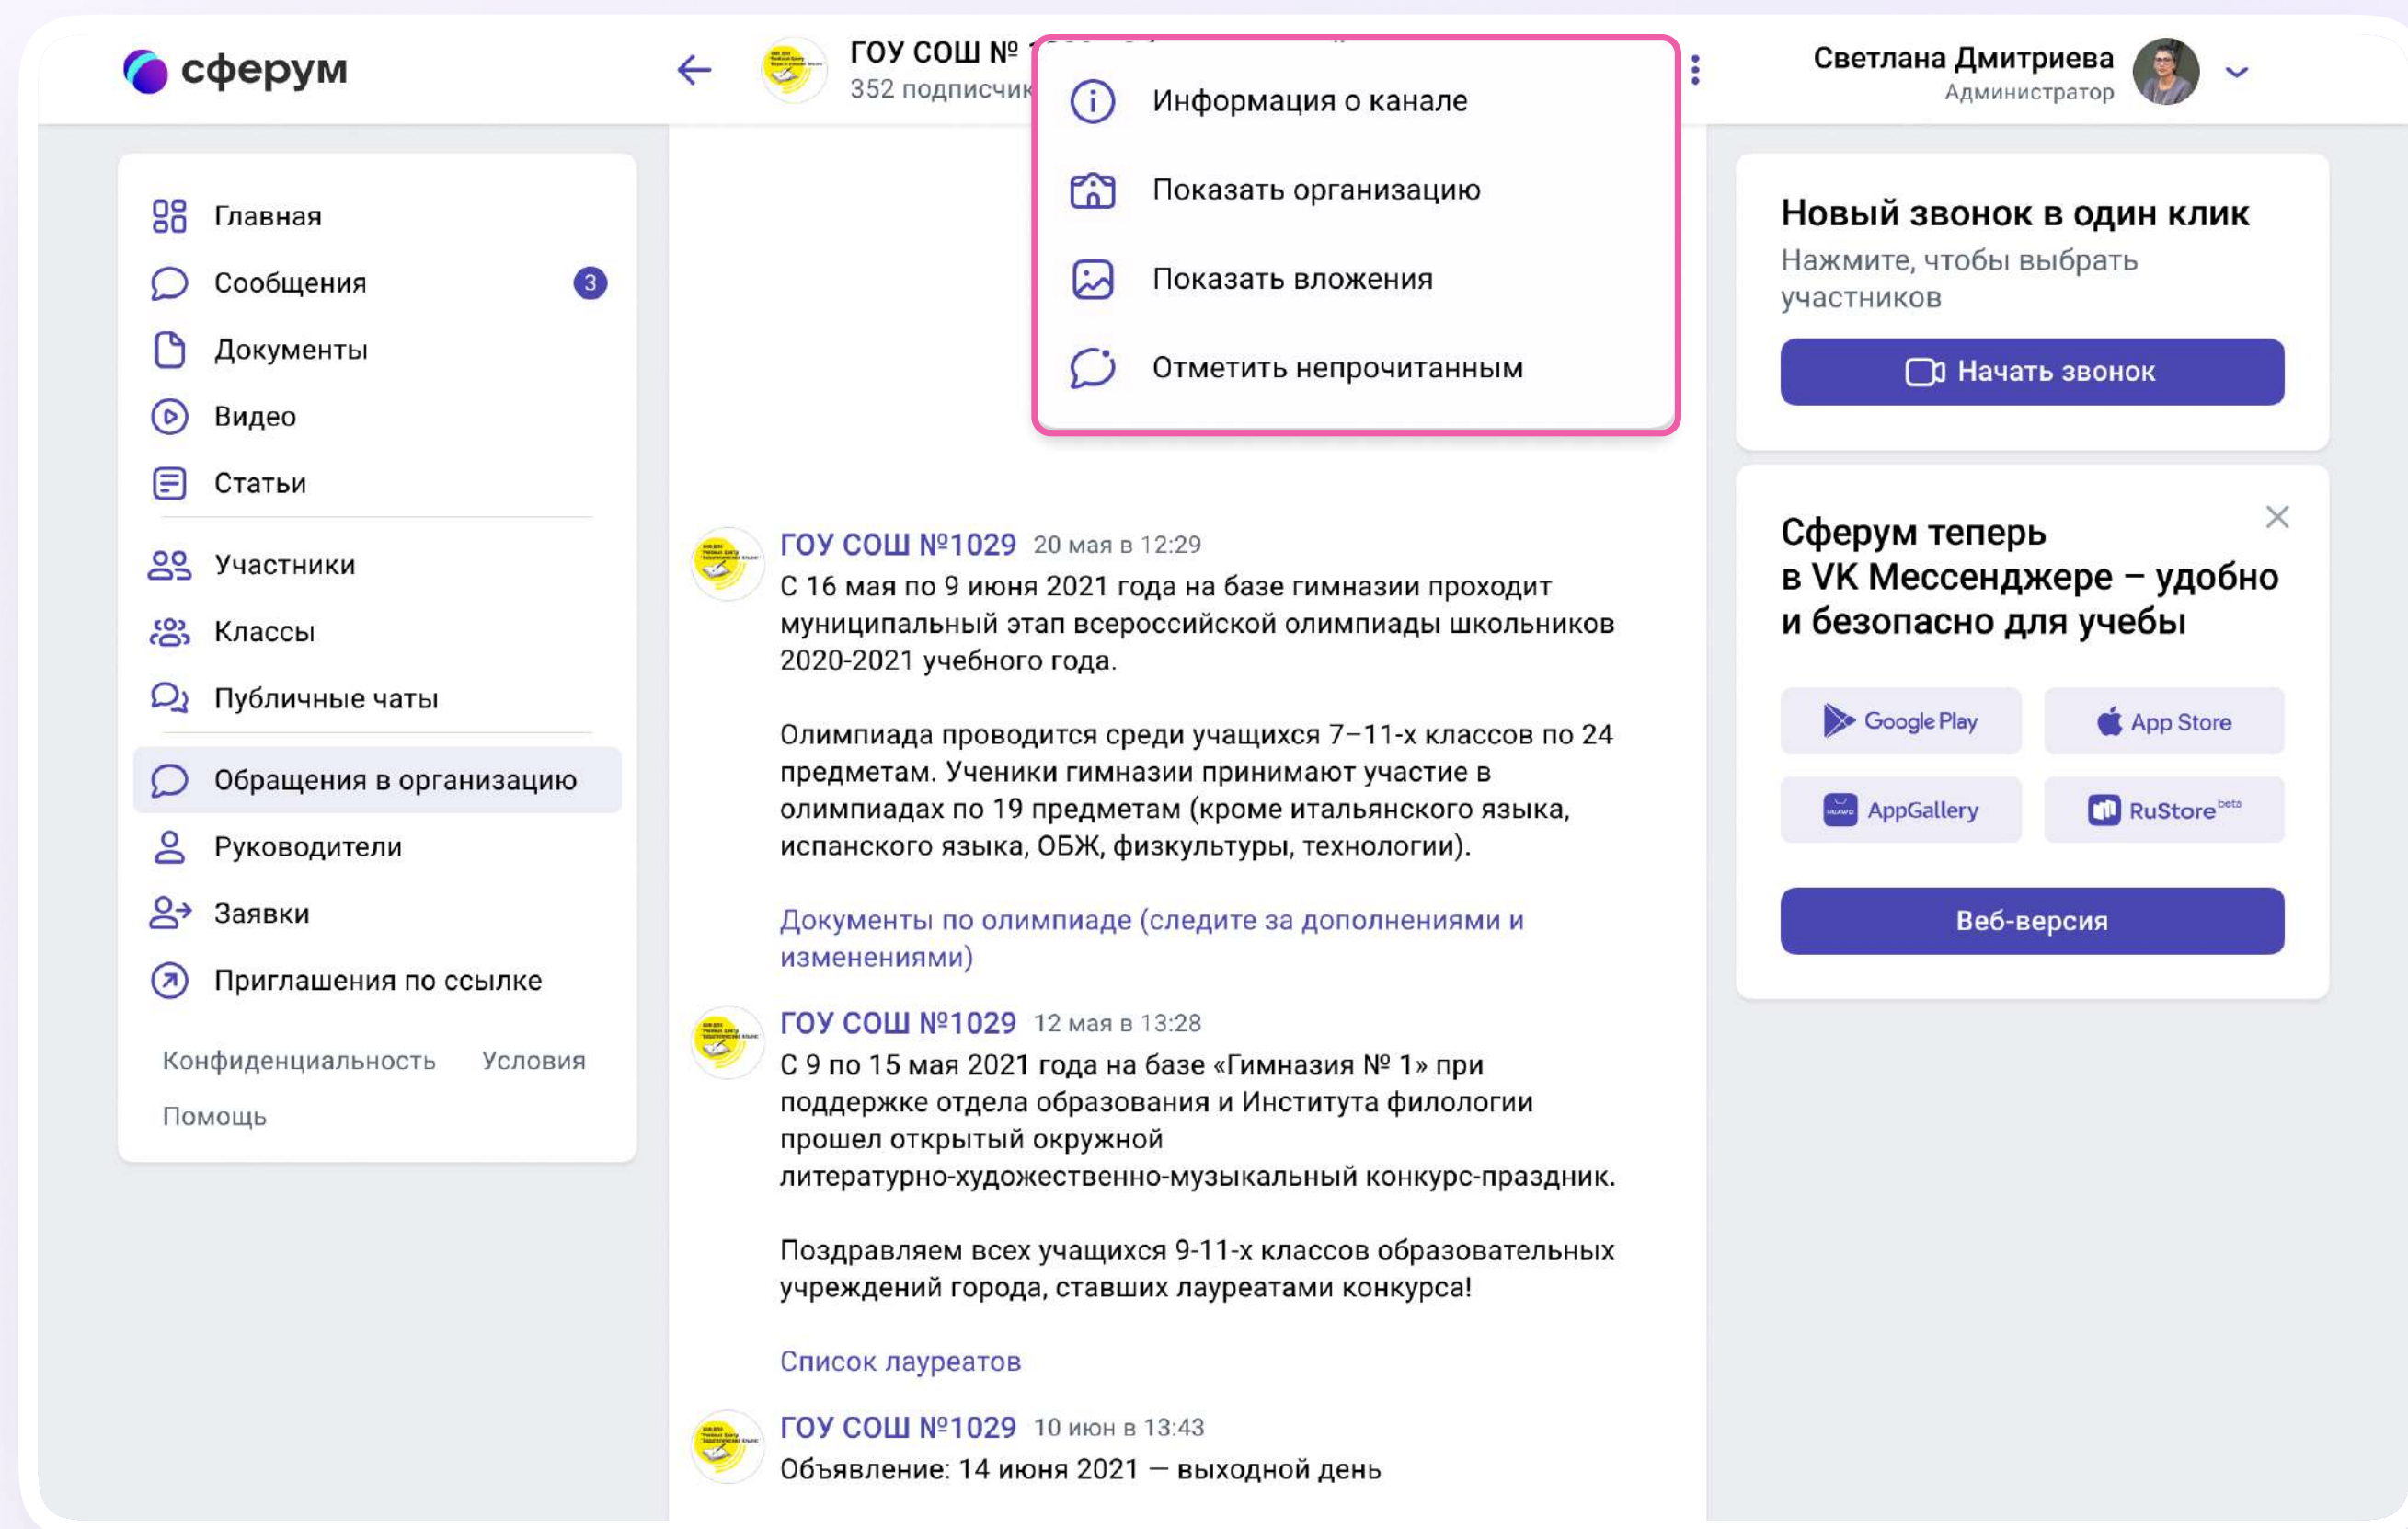 сферум
ГОУ СОШ №
352 подписчик
Светлана Дмитриева
Администратор
Информация о канале
Показать организацию
Показать вложения
Отметить непрочитанным
Главная
Сообщения 3
Документы
Видео
Статьи
Участники
Классы
Публичные чаты
Обращения в организацию
Руководители
Заявки
Приглашения по ссылке
Конфиденциальность Условия
Помощь
ГОУ СОШ №1029 20 мая в 12:29
С 16 мая по 9 июня 2021 года на базе гимназии проходит
муниципальный этап всероссийской олимпиады школьников
2020-2021 учебного года.
Олимпиада проводится среди учащихся 7–11-х классов по 24
предметам. Ученики гимназии принимают участие в
олимпиадах по 19 предметам (кроме итальянского языка,
испанского языка, ОБЖ, физкультуры, технологии).
Документы по олимпиаде (следите за дополнениями и
изменениями)
ГОУ СОШ №1029 12 мая в 13:28
С 9 по 15 мая 2021 года на базе «Гимназия № 1» при
поддержке отдела образования и Института филологии
прошел открытый окружной
литературно-художественно-музыкальный конкурс-праздник.
Поздравляем всех учащихся 9-11-х классов образовательных
учреждений города, ставших лауреатами конкурса!
Список лауреатов
ГОУ СОШ №1029 10 июн в 13:43
Объявление: 14 июня 2021 — выходной день
Новый звонок в один клик
Нажмите, чтобы выбрать
участников
Начать звонок
Сферум теперь
в VK Мессенджере – удобно
и безопасно для учебы
Google Play
App Store
HUAWEI AppGallery
RuStore beta
Веб-версия